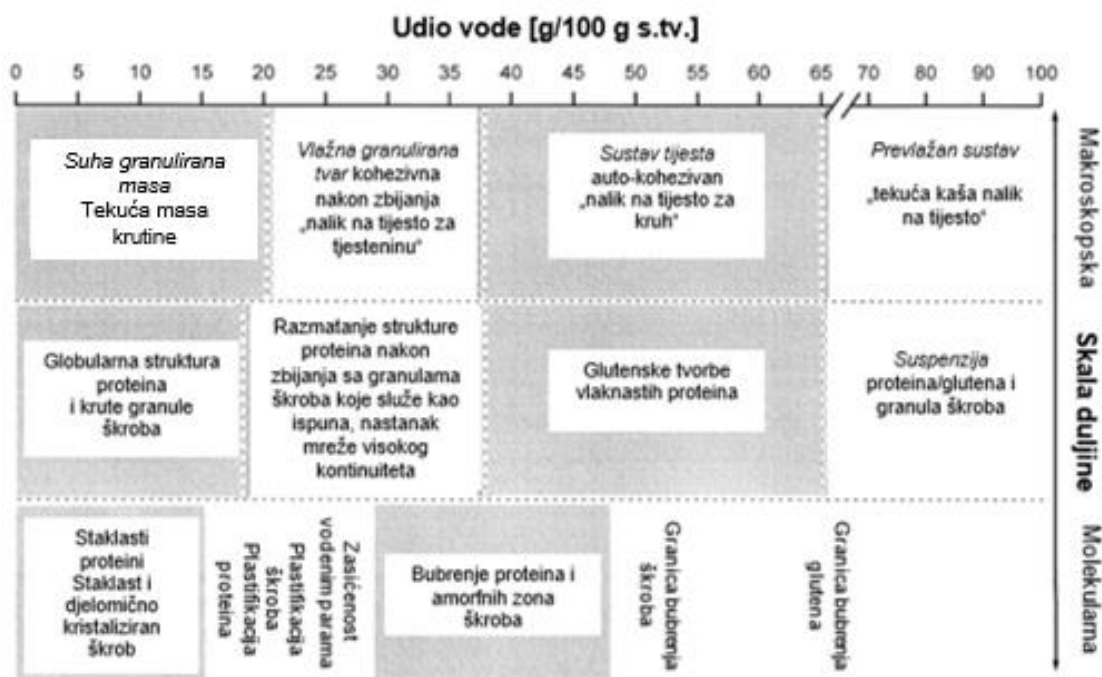 Udio vode [g/100 g s.tv.]
0 5 10 15 20 25 30 35 40 45 50 55 60 65 70 80 90 100
Suha granulirana
masa
Tekuća masa
krutine
Vlažna granulirana
tvar kohezivna
nakon zbijanja
„nalik na tijesto za
tjesteninu“
Sustav tijesta
auto-kohezivan
„nalik na tijesto za
kruh“
Prevlažan sustav
„tekuća kaša nalik
na tijesto“
Makroskopska
Globularna struktura
proteina
i krute granule
škroba
Razmatanje strukture
proteina nakon
zbijanja sa granulama
škroba koje služe kao
ispuna, nastanak
mreže visokog
kontinuiteta
Glutenske tvorbe
vlaknastih proteina
Suspenzija
proteina/glutena i
granula škroba
Skala duljine
Staklasti
proteini
Staklast i
djelomično
kristaliziran
škrob
Plastifikacija
proteina
Plastifikacija
škroba
Zasićenost
vodenim parama
Bubrenje proteina i
amorfnih zona
škroba
Granica bubrenja
škroba
Granica bubrenja
glutena
Molekularna